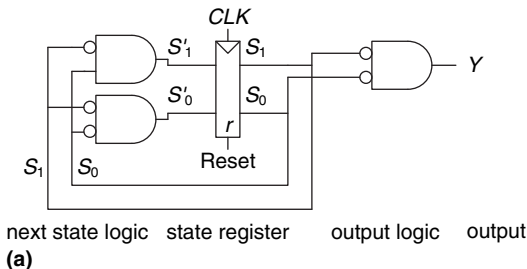 CLK
S'1 S1
Y
S'0 S0
r
Reset
S1 S0
next state logic state register output logic output
(a)